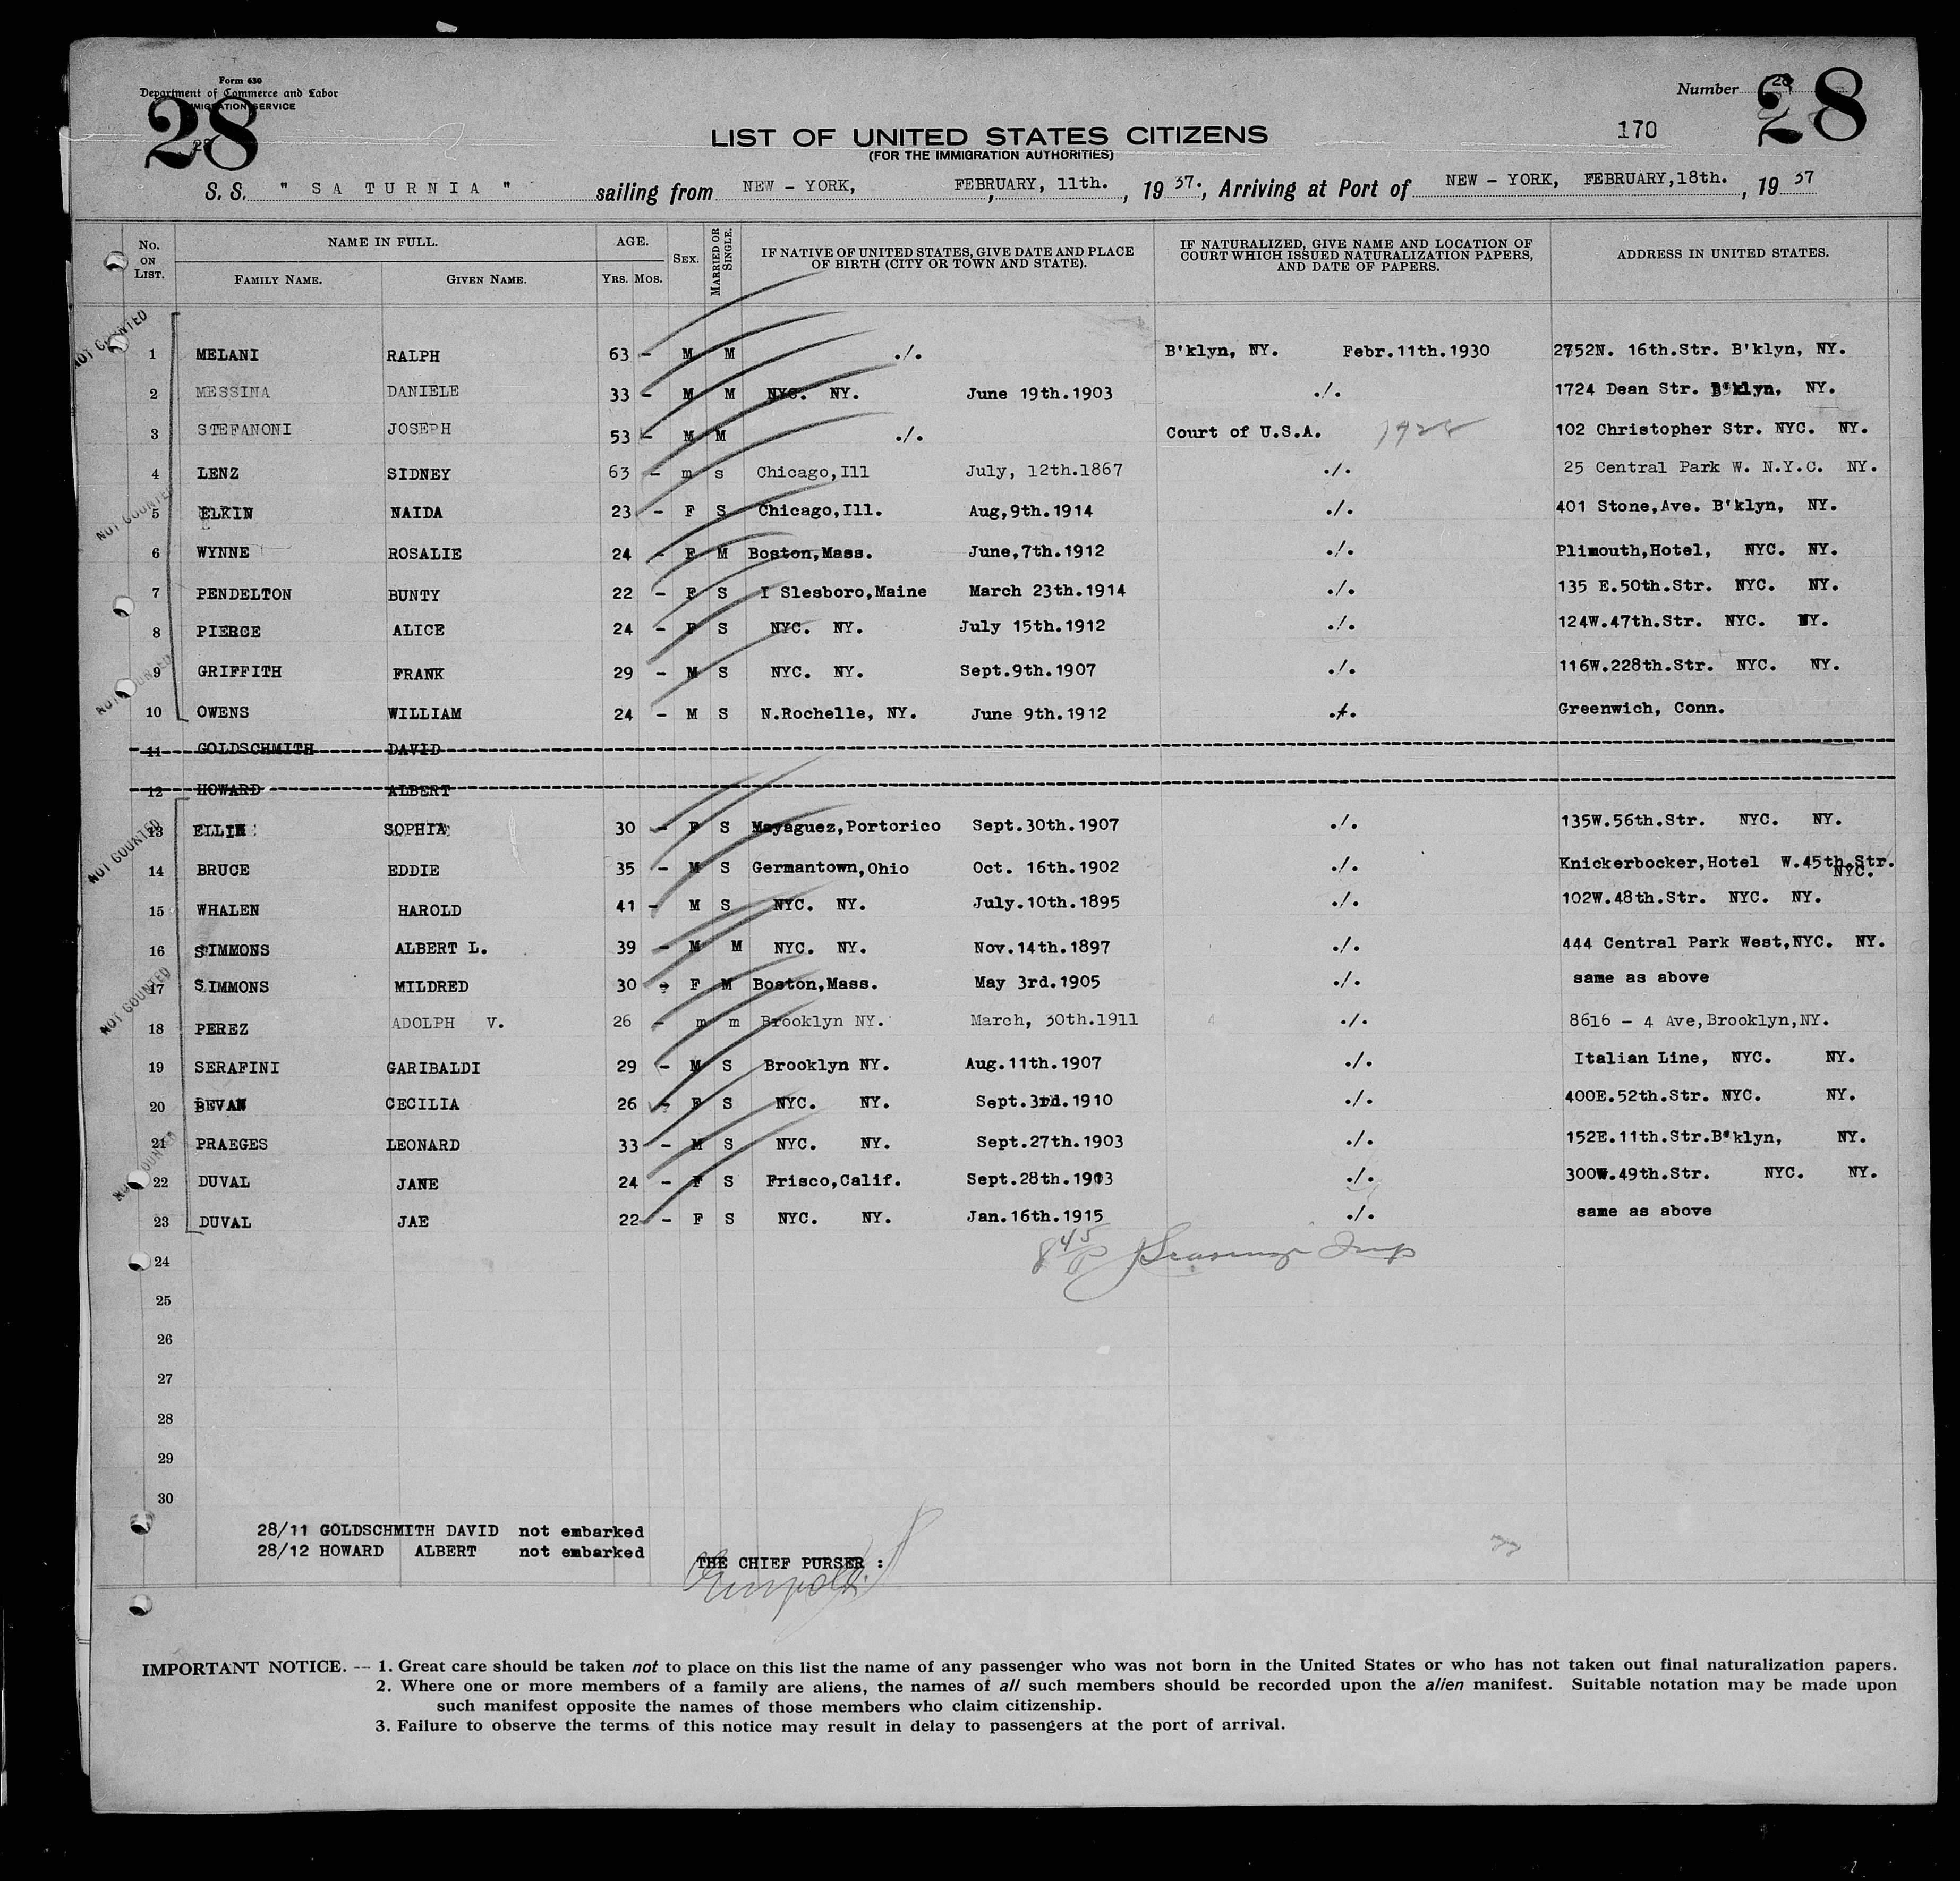 Form 630
Department of Commerce and Labor
IMMIGRATION SERVICE
28
28
Number 28
28
170
LIST OF UNITED STATES CITIZENS
(FOR THE IMMIGRATION AUTHORITIES)
S. S. " SATURNIA " sailing from NEW - YORK, FEBRUARY, 11th. , 19 37. , Arriving at Port of NEW - YORK, FEBRUARY, 18th. , 19 37
No. ON LIST. NAME IN FULL. FAMILY NAME. GIVEN NAME. AGE. Yrs. Mos. SEX. MARRIED OR SINGLE. IF NATIVE OF UNITED STATES, GIVE DATE AND PLACE OF BIRTH (CITY OR TOWN AND STATE). IF NATURALIZED, GIVE NAME AND LOCATION OF COURT WHICH ISSUED NATURALIZATION PAPERS, AND DATE OF PAPERS. ADDRESS IN UNITED STATES.
NOT COUNTED
1 MELANI RALPH 63 - M M ./. B'klyn, NY. Febr.11th.1930 2752N. 16th.Str. B'klyn, NY.
2 MESSINA DANIELE 33 - M M NYC. NY. June 19th.1903 ./. 1724 Dean Str. B'klyn, NY.
3 STEFANONI JOSEPH 53 - M M ./. Court of U.S.A. 1928 102 Christopher Str. NYC. NY.
4 LENZ SIDNEY 63 - m s Chicago,Ill July, 12th.1867 ./. 25 Central Park W. N.Y.C. NY.
NOT COUNTED
5 ELKIN NAIDA 23 - F S Chicago,Ill. Aug,9th.1914 ./. 401 Stone,Ave. B'klyn, NY.
6 WYNNE ROSALIE 24 - F M Boston,Mass. June,7th.1912 ./. Plimouth,Hotel, NYC. NY.
7 PENDELTON BUNTY 22 - F S I Slesboro,Maine March 23th.1914 ./. 135 E.50th.Str. NYC. NY.
8 PIERCE ALICE 24 - F S NYC. NY. July 15th.1912 ./. 124W.47th.Str. NYC. NY.
NOT COUNTED
9 GRIFFITH FRANK 29 - M S NYC. NY. Sept.9th.1907 ./. 116W.228th.Str. NYC. NY.
10 OWENS WILLIAM 24 - M S N.Rochelle, NY. June 9th.1912 ./. Greenwich, Conn.
11 GOLDSCHMITH DAVID
12 HOWARD ALBERT
NOT COUNTED
13 ELLIN SOPHIA 30 - F S Mayaguez,Portorico Sept.30th.1907 ./. 135W.56th.Str. NYC. NY.
14 BRUCE EDDIE 35 - M S Germantown,Ohio Oct. 16th.1902 ./. Knickerbocker,Hotel W.45th.Str. NYC.
15 WHALEN HAROLD 41 - M S NYC. NY. July.10th.1895 ./. 102W.48th.Str. NYC. NY.
16 SIMMONS ALBERT L. 39 - M M NYC. NY. Nov.14th.1897 ./. 444 Central Park West,NYC. NY.
NOT COUNTED
17 SIMMONS MILDRED 30 - F M Boston,Mass. May 3rd.1905 ./. same as above
18 PEREZ ADOLPH V. 26 - m m Brooklyn NY. March, 30th.1911 ./. 8616 - 4 Ave,Brooklyn,NY.
19 SERAFINI GARIBALDI 29 - M S Brooklyn NY. Aug.11th.1907 ./. Italian Line, NYC. NY.
20 BEVAN CECILIA 26 - F S NYC. NY. Sept.3rd.1910 ./. 400E.52th.Str. NYC. NY.
NOT COUNTED
21 PRAEGES LEONARD 33 - M S NYC. NY. Sept.27th.1903 ./. 152E.11th.Str.B'klyn, NY.
22 DUVAL JANE 24 - F S Frisco,Calif. Sept.28th.1913 ./. 300W.49th.Str. NYC. NY.
23 DUVAL JAE 22 - F S NYC. NY. Jan.16th.1915 ./. same as above
24
25
26
27
28
29
30
28/11 GOLDSCHMITH DAVID not embarked
28/12 HOWARD ALBERT not embarked
THE CHIEF PURSER :
IMPORTANT NOTICE. — 1. Great care should be taken not to place on this list the name of any passenger who was not born in the United States or who has not taken out final naturalization papers.
2. Where one or more members of a family are aliens, the names of all such members should be recorded upon the alien manifest. Suitable notation may be made upon
such manifest opposite the names of those members who claim citizenship.
3. Failure to observe the terms of this notice may result in delay to passengers at the port of arrival.